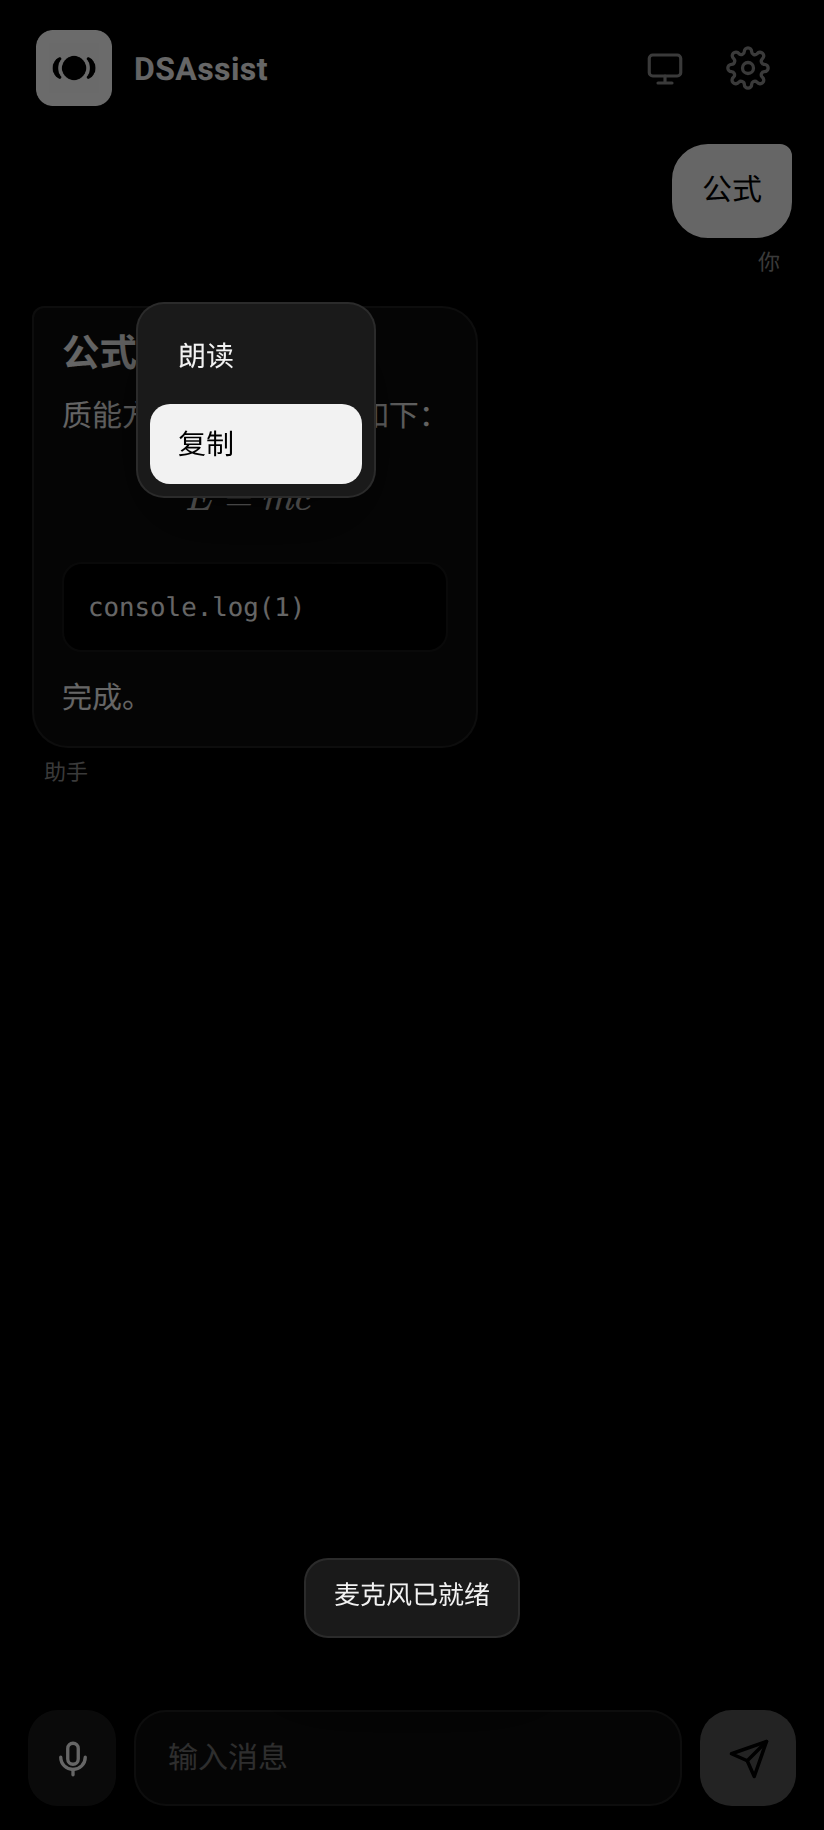 DSAssist
公式
你
公式
朗读
质能
如下：
复制
E = mc
console.log(1)
完成。
助手
麦克风已就绪
输入消息